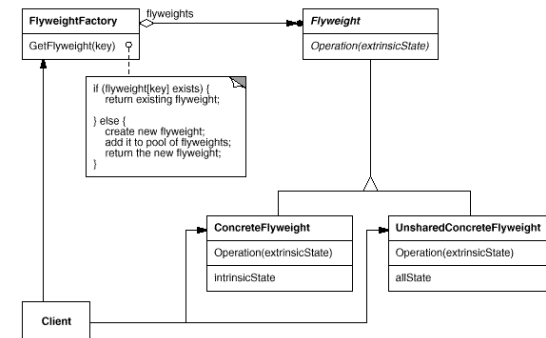 flyweights
FlyweightFactory
GetFlyweight(key)
Flyweight
Operation(extrinsicState)
if (flyweight[key] exists) {
return existing flyweight;
} else {
create new flyweight;
add it to pool of flyweights;
return the new flyweight;
}
ConcreteFlyweight
Operation(extrinsicState)
intrinsicState
UnsharedConcreteFlyweight
Operation(extrinsicState)
allState
Client